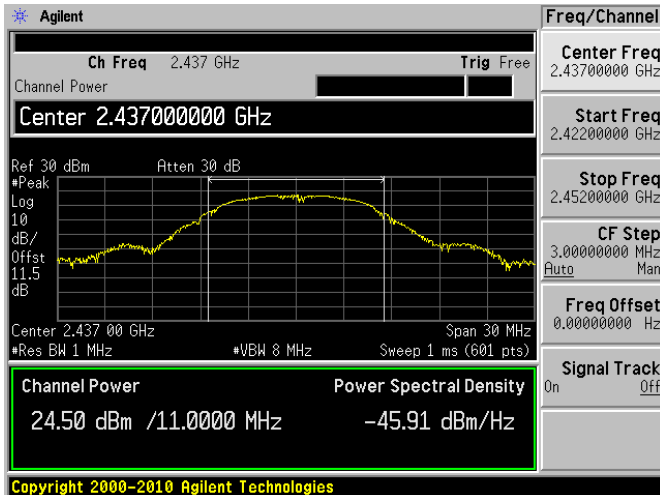 Agilent
Freq/Channel
Ch Freq 2.437 GHz Trig Free
Channel Power
Center 2.437000000 GHz
Ref 30 dBm Atten 30 dB
#Peak
Log
10
dB/
Offst
11.5
dB
Center 2.437 00 GHz Span 30 MHz
#Res BW 1 MHz #VBW 8 MHz Sweep 1 ms (601 pts)
Channel Power Power Spectral Density
24.50 dBm /11.0000 MHz -45.91 dBm/Hz
Copyright 2000-2010 Agilent Technologies
Center Freq
2.43700000 GHz
Start Freq
2.42200000 GHz
Stop Freq
2.45200000 GHz
CF Step
3.00000000 MHz
Auto Man
Freq Offset
0.00000000 Hz
Signal Track
On Off